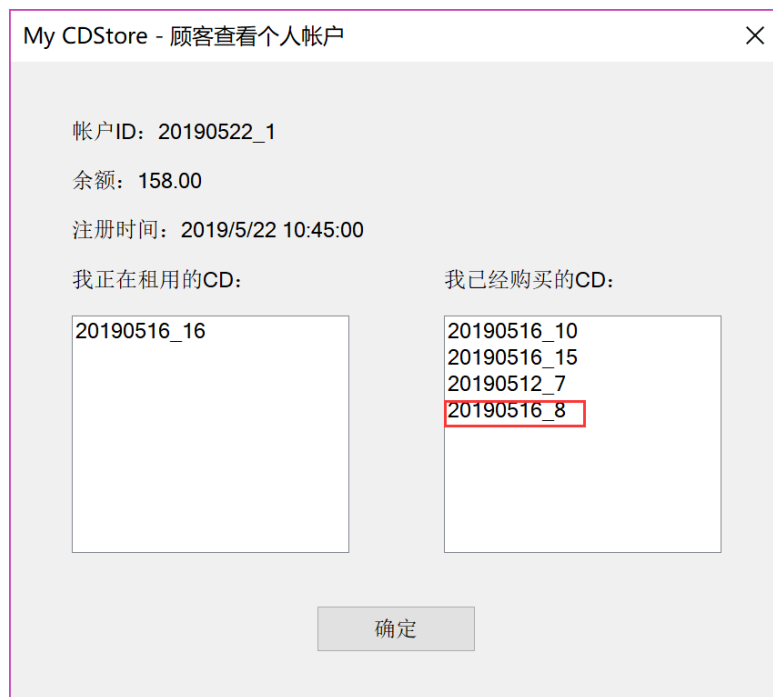 My CDStore - 顾客查看个人帐户
帐户ID：20190522_1
余额：158.00
注册时间：2019/5/22 10:45:00
我正在租用的CD：
20190516_16
我已经购买的CD：
20190516_10
20190516_15
20190512_7
20190516_8
确定